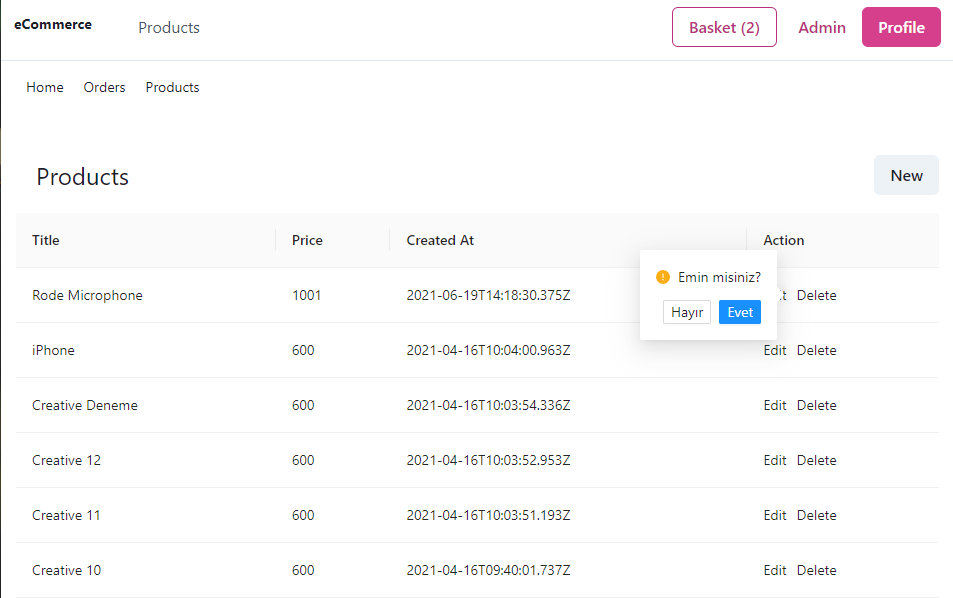 eCommerce Products Basket (2) Admin Profile
Home Orders Products
Products New
Title Price Created At Action
Emin misiniz?
Rode Microphone 1001 2021-06-19T14:18:30.375Z Delete
Hayır Evet
iPhone 600 2021-04-16T10:04:00.963Z Edit Delete
Creative Deneme 600 2021-04-16T10:03:54.336Z Edit Delete
Creative 12 600 2021-04-16T10:03:52.953Z Edit Delete
Creative 11 600 2021-04-16T10:03:51.193Z Edit Delete
Creative 10 600 2021-04-16T09:40:01.737Z Edit Delete